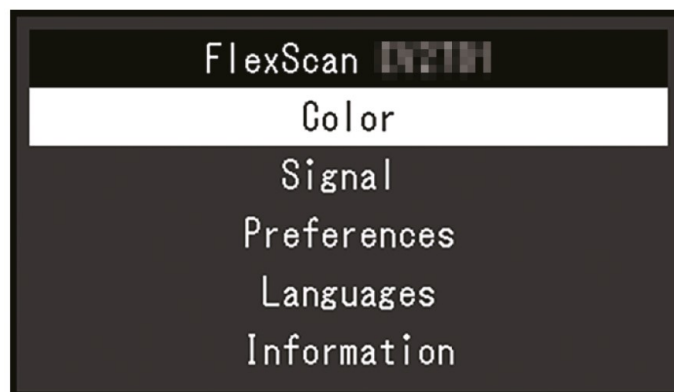 FlexScan
Color
Signal
Preferences
Languages
Information